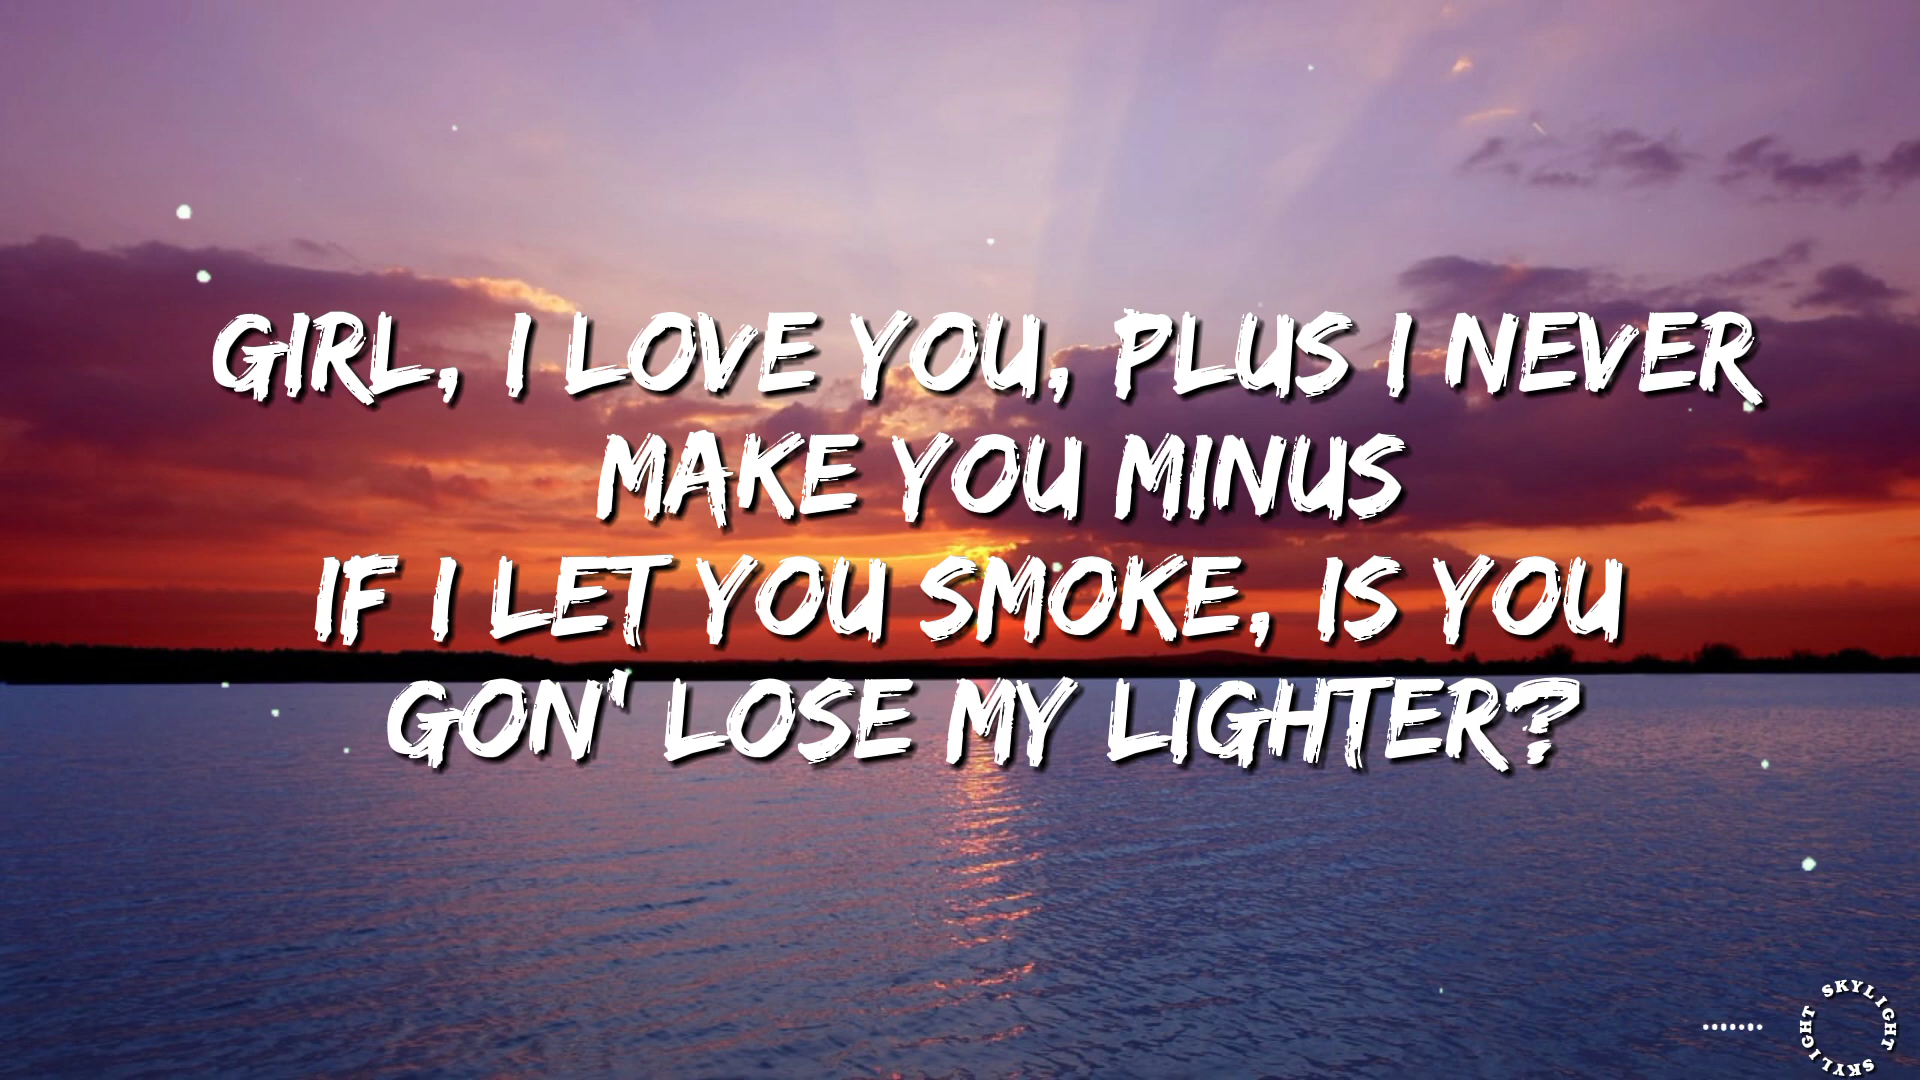 GIRL, I LOVE YOU, PLUS I NEVER
MAKE YOU MINUS
IF I LET YOU SMOKE, IS YOU
GON' LOSE MY LIGHTER?
SKYLIGHT SKYLIGHT